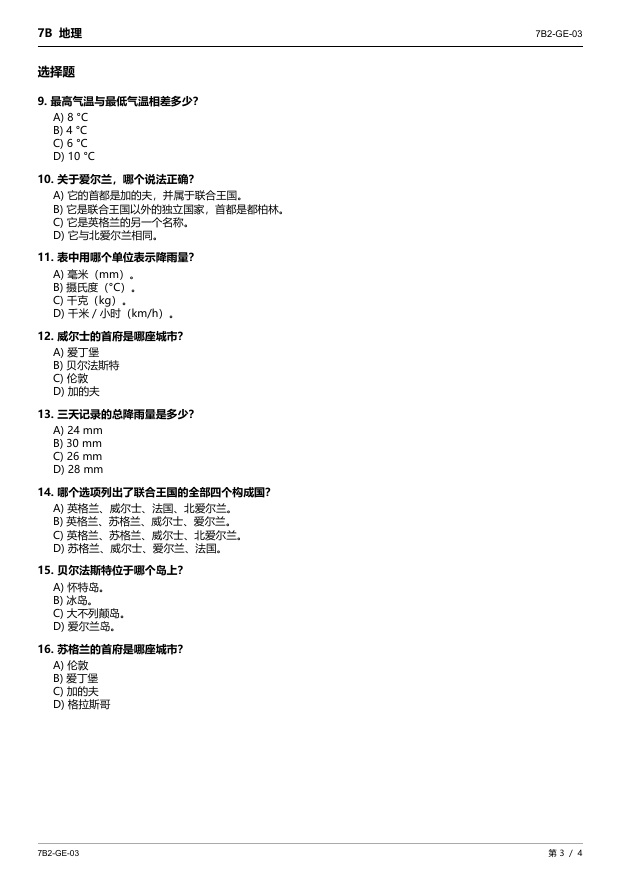 7B 地理
7B2-GE-03
选择题
9. 最高气温与最低气温相差多少？
A) 8 °C
B) 4 °C
C) 6 °C
D) 10 °C
10. 关于爱尔兰，哪个说法正确？
A) 它的首都是加的夫，并属于联合王国。
B) 它是联合王国以外的独立国家，首都是都柏林。
C) 它是英格兰的另一个名称。
D) 它与北爱尔兰相同。
11. 表中用哪个单位表示降雨量？
A) 毫米（mm）。
B) 摄氏度（°C）。
C) 千克（kg）。
D) 千米 / 小时（km/h）。
12. 威尔士的首府是哪座城市？
A) 爱丁堡
B) 贝尔法斯特
C) 伦敦
D) 加的夫
13. 三天记录的总降雨量是多少？
A) 24 mm
B) 30 mm
C) 26 mm
D) 28 mm
14. 哪个选项列出了联合王国的全部四个构成国？
A) 英格兰、威尔士、法国、北爱尔兰。
B) 英格兰、苏格兰、威尔士、爱尔兰。
C) 英格兰、苏格兰、威尔士、北爱尔兰。
D) 苏格兰、威尔士、爱尔兰、法国。
15. 贝尔法斯特位于哪个岛上？
A) 怀特岛。
B) 冰岛。
C) 大不列颠岛。
D) 爱尔兰岛。
16. 苏格兰的首府是哪座城市？
A) 伦敦
B) 爱丁堡
C) 加的夫
D) 格拉斯哥
7B2-GE-03
第 3 / 4